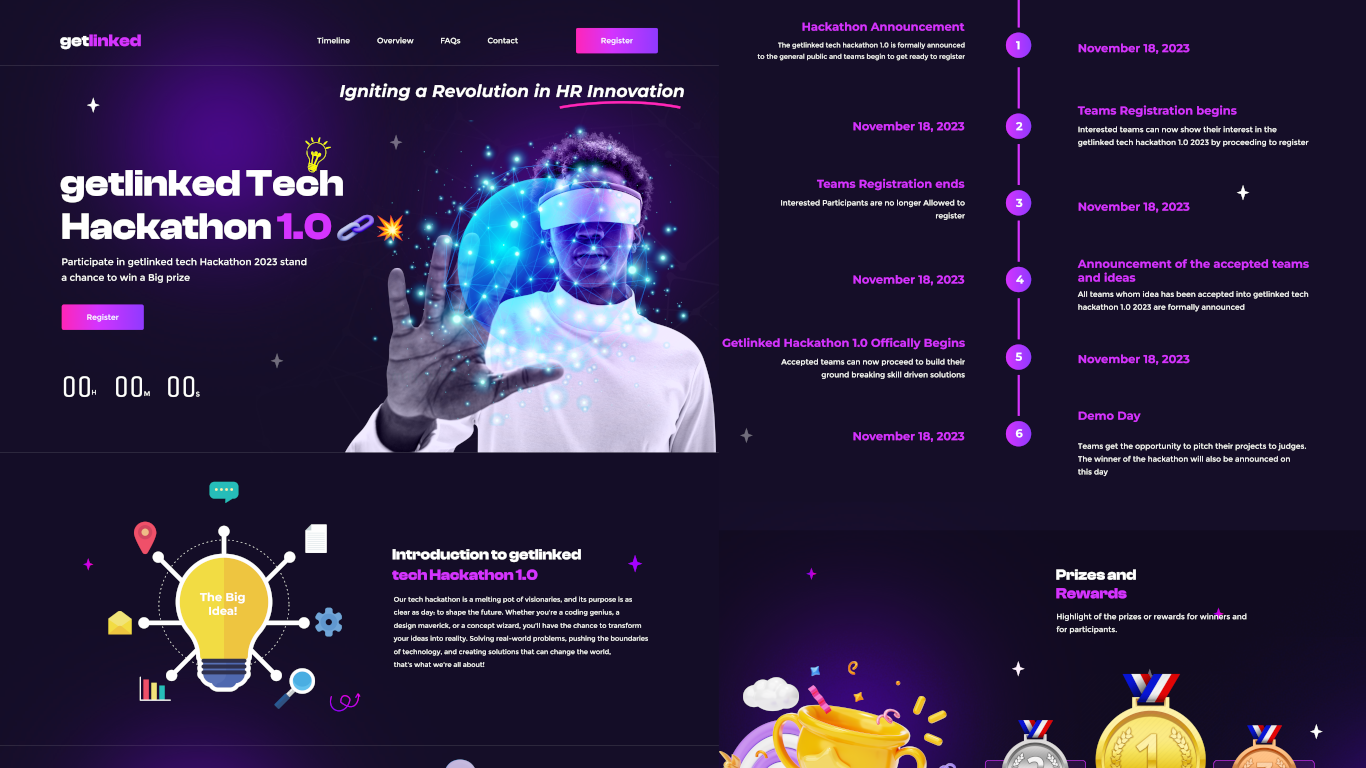 getlinked
Timeline
Overview
FAQs
Contact
Register
Igniting a Revolution in HR Innovation
getlinked Tech
Hackathon 1.0
Participate in getlinked tech Hackathon 2023 stand
a chance to win a Big prize
Register
00H 00M 00S
The Big
Idea!
Introduction to getlinked
tech Hackathon 1.0
Our tech hackathon is a melting pot of visionaries, and its purpose is as
clear as day: to shape the future. Whether you're a coding genius, a
design maverick, or a concept wizard, you'll have the chance to transform
your ideas into reality. Solving real-world problems, pushing the boundaries
of technology, and creating solutions that can change the world,
that's what we're all about!
Hackathon Announcement
The getlinked tech hackathon 1.0 is formally announced
to the general public and teams begin to get ready to register
1
November 18, 2023
November 18, 2023
2
Teams Registration begins
Interested teams can now show their interest in the
getlinked tech hackathon 1.0 2023 by proceeding to register
Teams Registration ends
Interested Participants are no longer Allowed to
register
3
November 18, 2023
November 18, 2023
4
Announcement of the accepted teams
and ideas
All teams whom idea has been accepted into getlinked tech
hackathon 1.0 2023 are formally announced
Getlinked Hackathon 1.0 Offically Begins
Accepted teams can now proceed to build their
ground breaking skill driven solutions
5
November 18, 2023
November 18, 2023
6
Demo Day
Teams get the opportunity to pitch their projects to judges.
The winner of the hackathon will also be announced on
this day
Prizes and
Rewards
Highlight of the prizes or rewards for winners and
for participants.
2
1
3